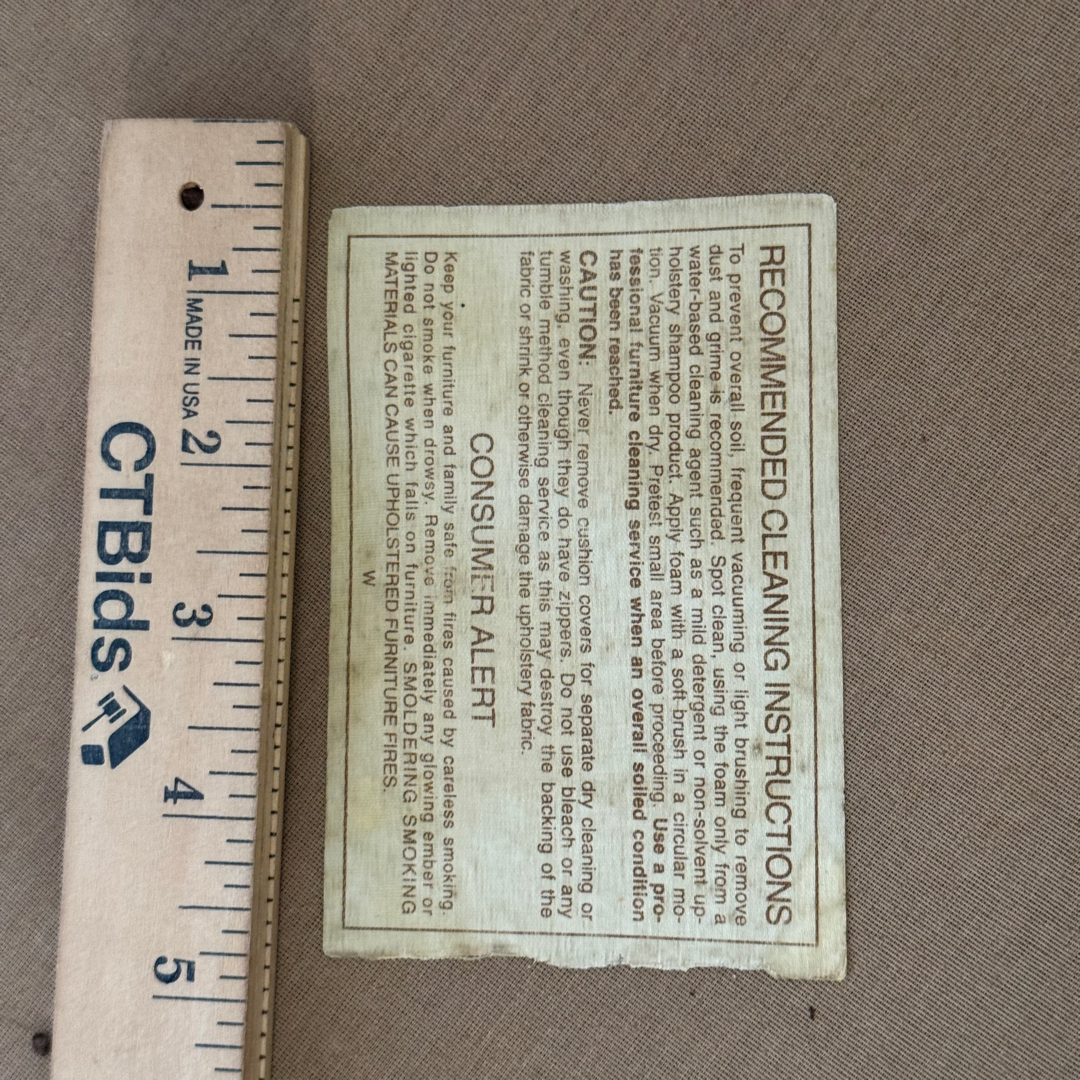 RECOMMENDED CLEANING INSTRUCTIONS
To prevent overall soil, frequent vacuuming or light brushing to remove
dust and grime is recommended. Spot clean, using the foam only from a
water-based cleaning agent such as a mild detergent or non-solvent up-
holstery shampoo product. Apply foam with a soft brush in a circular mo-
tion. Vacuum when dry. Pretest small area before proceeding. Use a pro-
fessional furniture cleaning service when an overall soiled condition
has been reached.
CAUTION: Never remove cushion covers for separate dry cleaning or
washing, even though they do have zippers. Do not use bleach or any
tumble method cleaning service as this may destroy the backing of the
fabric or shrink or otherwise damage the upholstery fabric.
CONSUMER ALERT
Keep your furniture and family safe from fires caused by careless smoking.
Do not smoke when drowsy. Remove immediately any glowing ember or
lighted cigarette which falls on furniture. SMOLDERING SMOKING
MATERIALS CAN CAUSE UPHOLSTERED FURNITURE FIRES.
W
1 MADE IN USA 2 3 4 5
CTBids